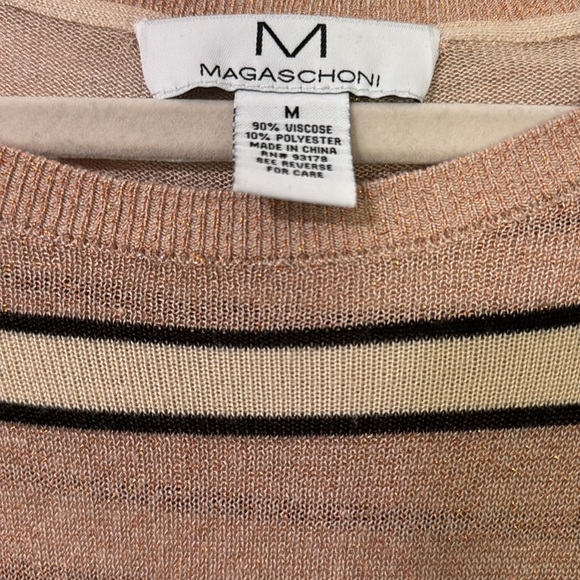 M
MAGASCHONI
M
90% VISCOSE
10% POLYESTER
MADE IN CHINA
RN# 93178
SEE REVERSE
FOR CARE